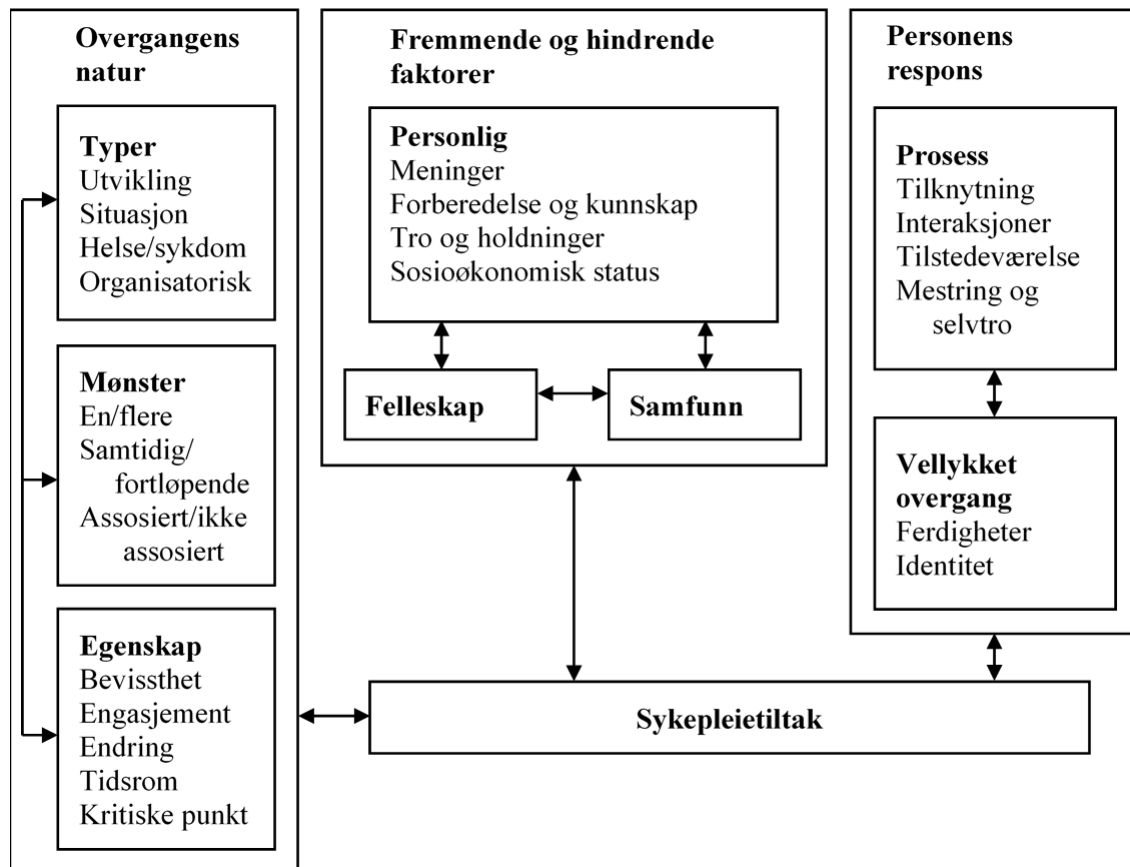 Overgangens
natur
Typer
Utvikling
Situasjon
Helse/sykdom
Organisatorisk
Mønster
En/flere
Samtidig/
fortløpende
Assosiert/ikke
assosiert
Egenskap
Bevissthet
Engasjement
Endring
Tidsrom
Kritiske punkt
Fremmende og hindrende
faktorer
Personlig
Meninger
Forberedelse og kunnskap
Tro og holdninger
Sosioøkonomisk status
Felleskap
Samfunn
Personens
respons
Prosess
Tilknytning
Interaksjoner
Tilstedeværelse
Mestring og
selvtro
Vellykket
overgang
Ferdigheter
Identitet
Sykepleietiltak